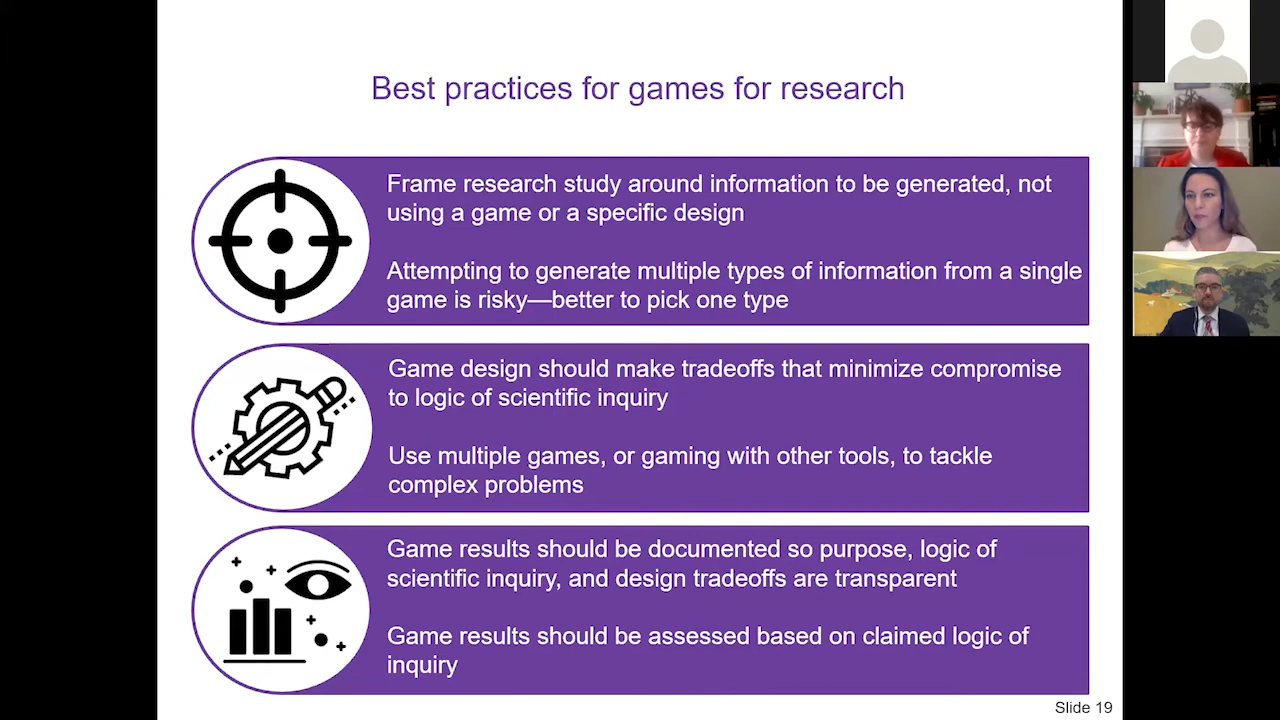 Best practices for games for research
Frame research study around information to be generated, not
using a game or a specific design
Attempting to generate multiple types of information from a single
game is risky—better to pick one type
Game design should make tradeoffs that minimize compromise
to logic of scientific inquiry
Use multiple games, or gaming with other tools, to tackle
complex problems
Game results should be documented so purpose, logic of
scientific inquiry, and design tradeoffs are transparent
Game results should be assessed based on claimed logic of
inquiry
Slide 19